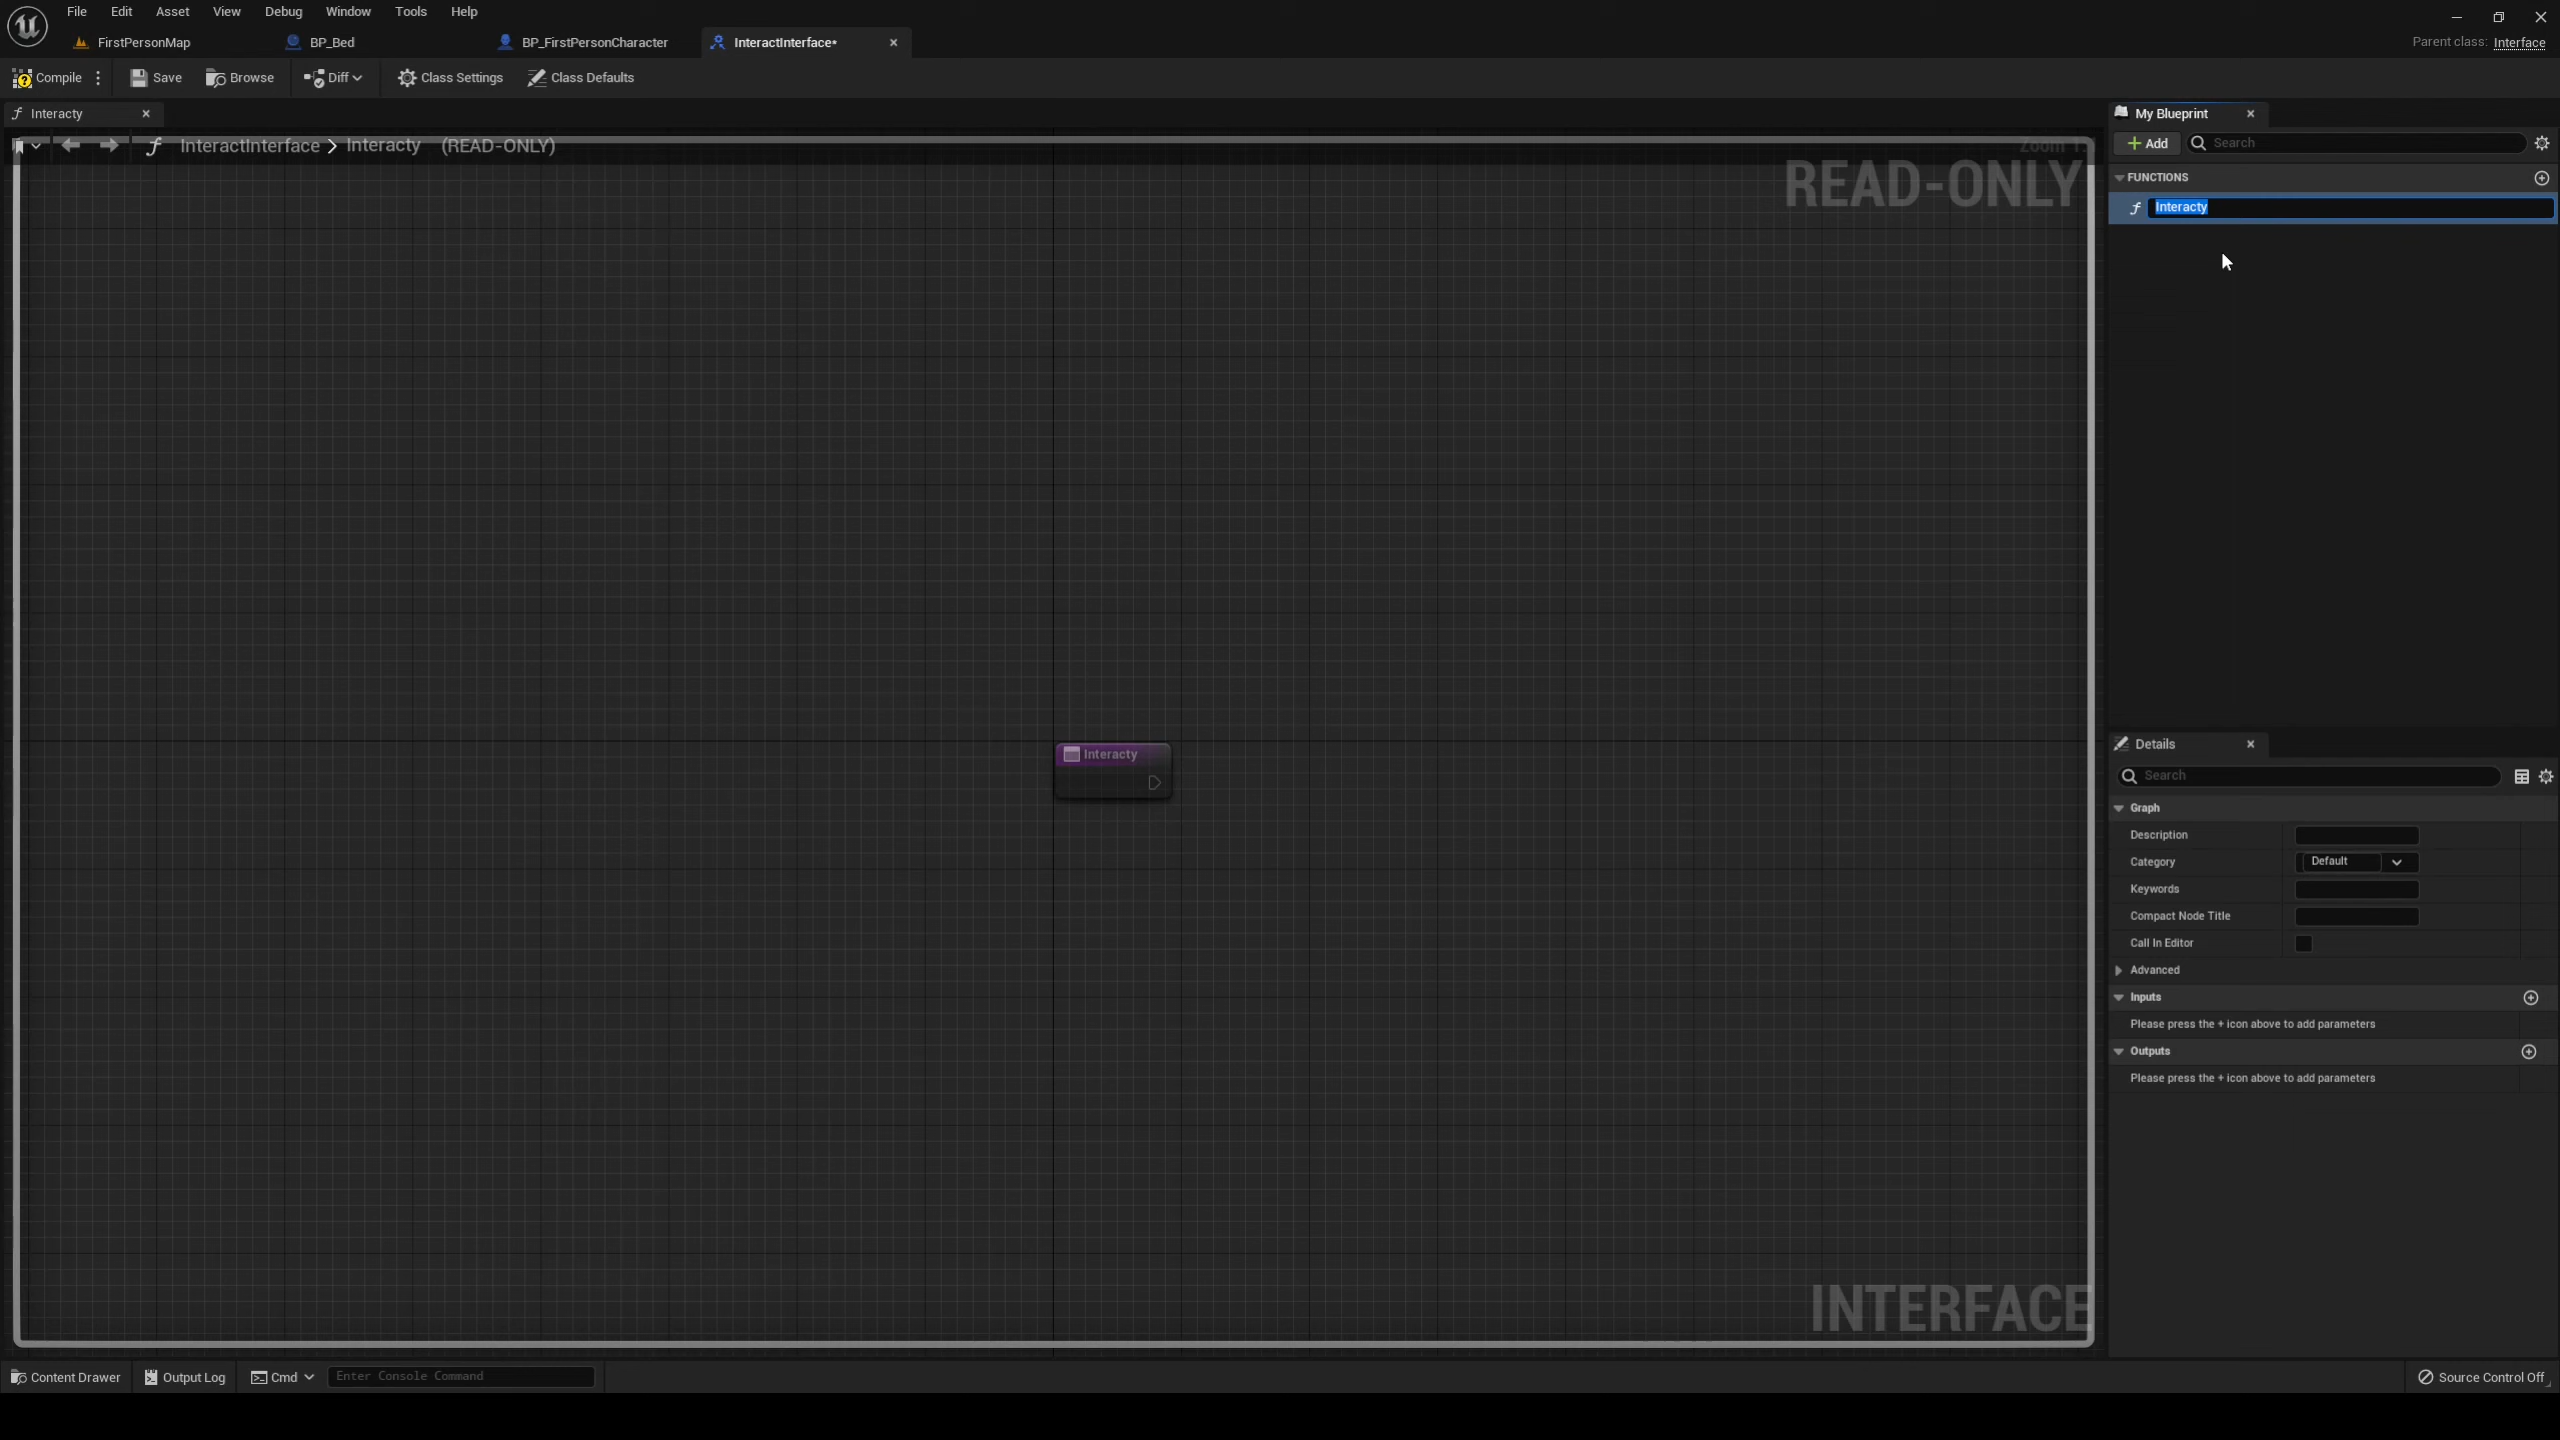 File Edit Asset View Debug Window Tools Help
FirstPersonMap BP_Bed BP_FirstPersonCharacter InteractInterface*
Parent class: Interface
Compile Save Browse Diff Class Settings Class Defaults
Interacty
My Blueprint
InteractInterface > Interacty (READ-ONLY)
Zoom 1:1
READ-ONLY
+ Add Search
FUNCTIONS
Interacty
Interacty
Details
Search
Graph
Description
Category Default
Keywords
Compact Node Title
Call In Editor
Advanced
Inputs
Please press the + icon above to add parameters
Outputs
Please press the + icon above to add parameters
INTERFACE
Content Drawer Output Log Cmd Enter Console Command Source Control Off